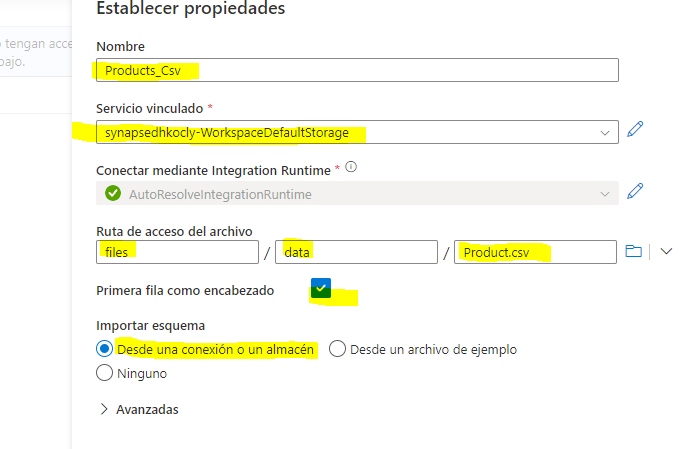 Establecer propiedades
o tengan acce
bajo.
Nombre
Products_Csv
Servicio vinculado *
synapsedhkocly-WorkspaceDefaultStorage
Conectar mediante Integration Runtime *
AutoResolveIntegrationRuntime
Ruta de acceso del archivo
files / data / Product.csv
Primera fila como encabezado
Importar esquema
Desde una conexión o un almacén Desde un archivo de ejemplo
Ninguno
Avanzadas